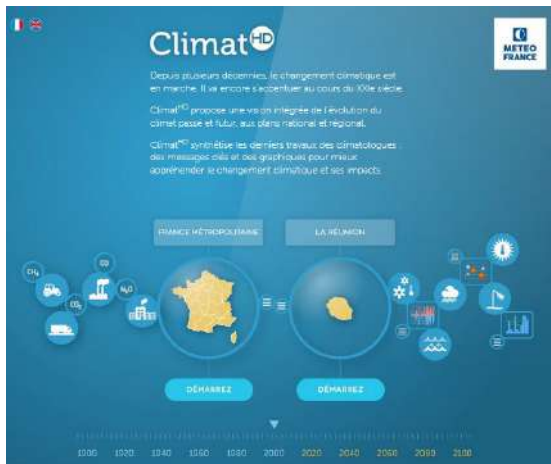 Climat HD
METEO
FRANCE
Depuis plusieurs décennies, le changement climatique est
en marche. Il va encore s'accentuer au cours du XXIe siècle.
Climat HD propose une vision intégrée de l'évolution du
climat passé et futur, aux plans national et régional.
Climat HD synthétise les derniers travaux des climatologues :
des messages clés et des graphiques pour mieux
appréhender le changement climatique et ses impacts.
FRANCE MÉTROPOLITAINE
LA RÉUNION
CH4
CO
CO2
N2O
DÉMARREZ
DÉMARREZ
1900 1920 1940 1960 1980 2000 2020 2040 2060 2080 2100